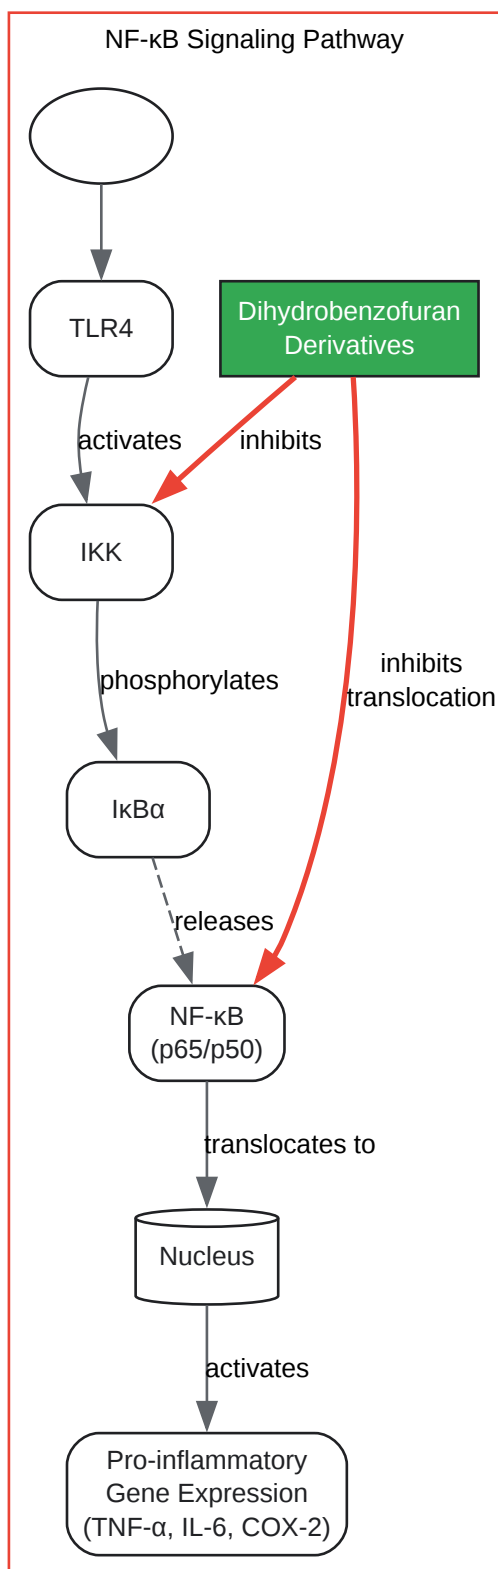 NF-κB Signaling Pathway
TLR4
Dihydrobenzofuran
Derivatives
activates
inhibits
IKK
phosphorylates
inhibits
translocation
IκBα
releases
NF-κB
(p65/p50)
translocates to
Nucleus
activates
Pro-inflammatory
Gene Expression
(TNF-α, IL-6, COX-2)